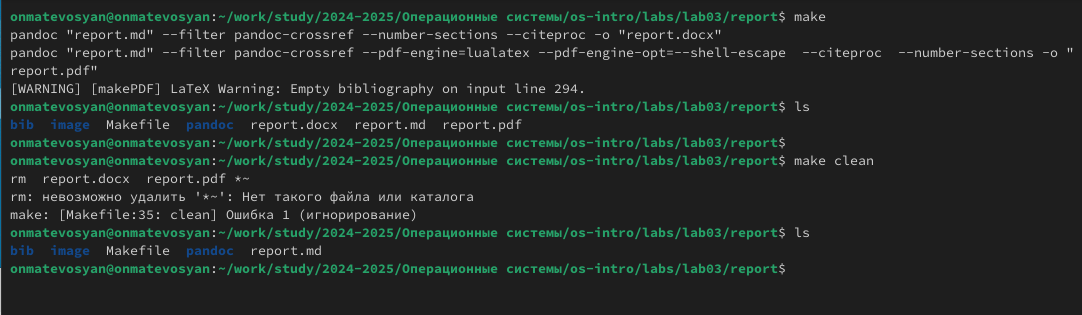 onmatevosyan@onmatevosyan:~/work/study/2024-2025/Операционные системы/os-intro/labs/lab03/report$ make
pandoc "report.md" --filter pandoc-crossref --number-sections --citeproc -o "report.docx"
pandoc "report.md" --filter pandoc-crossref --pdf-engine=lualatex --pdf-engine-opt=--shell-escape  --citeproc  --number-sections -o "
report.pdf"
[WARNING] [makePDF] LaTeX Warning: Empty bibliography on input line 294.
onmatevosyan@onmatevosyan:~/work/study/2024-2025/Операционные системы/os-intro/labs/lab03/report$ ls
bib  image  Makefile  pandoc  report.docx  report.md  report.pdf
onmatevosyan@onmatevosyan:~/work/study/2024-2025/Операционные системы/os-intro/labs/lab03/report$
onmatevosyan@onmatevosyan:~/work/study/2024-2025/Операционные системы/os-intro/labs/lab03/report$ make clean
rm  report.docx  report.pdf *~
rm: невозможно удалить '*~': Нет такого файла или каталога
make: [Makefile:35: clean] Ошибка 1 (игнорирование)
onmatevosyan@onmatevosyan:~/work/study/2024-2025/Операционные системы/os-intro/labs/lab03/report$ ls
bib  image  Makefile  pandoc  report.md
onmatevosyan@onmatevosyan:~/work/study/2024-2025/Операционные системы/os-intro/labs/lab03/report$